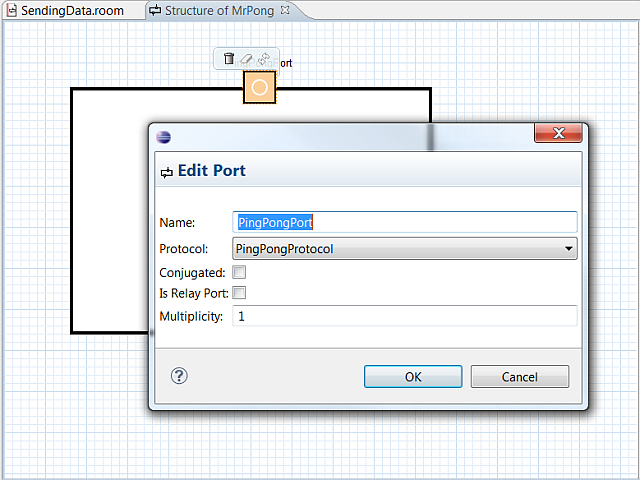 SendingData.room
Structure of MrPong
ort
Edit Port
Name:
PingPongPort
Protocol:
PingPongProtocol
Conjugated:
Is Relay Port:
Multiplicity:
1
?
OK
Cancel